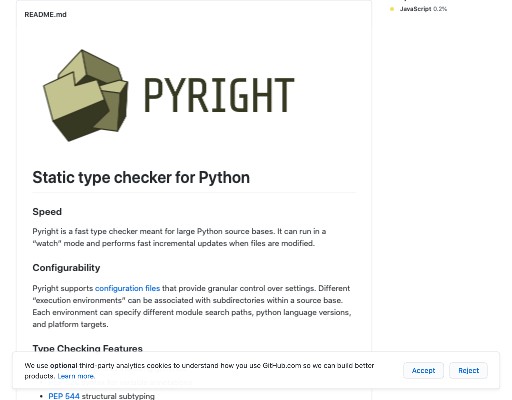 JavaScript 0.2%
README.md
PYRIGHT
Static type checker for Python
Speed
Pyright is a fast type checker meant for large Python source bases. It can run in a
“watch” mode and performs fast incremental updates when files are modified.
Configurability
Pyright supports configuration files that provide granular control over settings. Different
“execution environments” can be associated with subdirectories within a source base.
Each environment can specify different module search paths, python language versions,
and platform targets.
Type Checking Features
We use optional third-party analytics cookies to understand how you use GitHub.com so we can build better
products. Learn more.
Accept
Reject
• PEP 544 structural subtyping